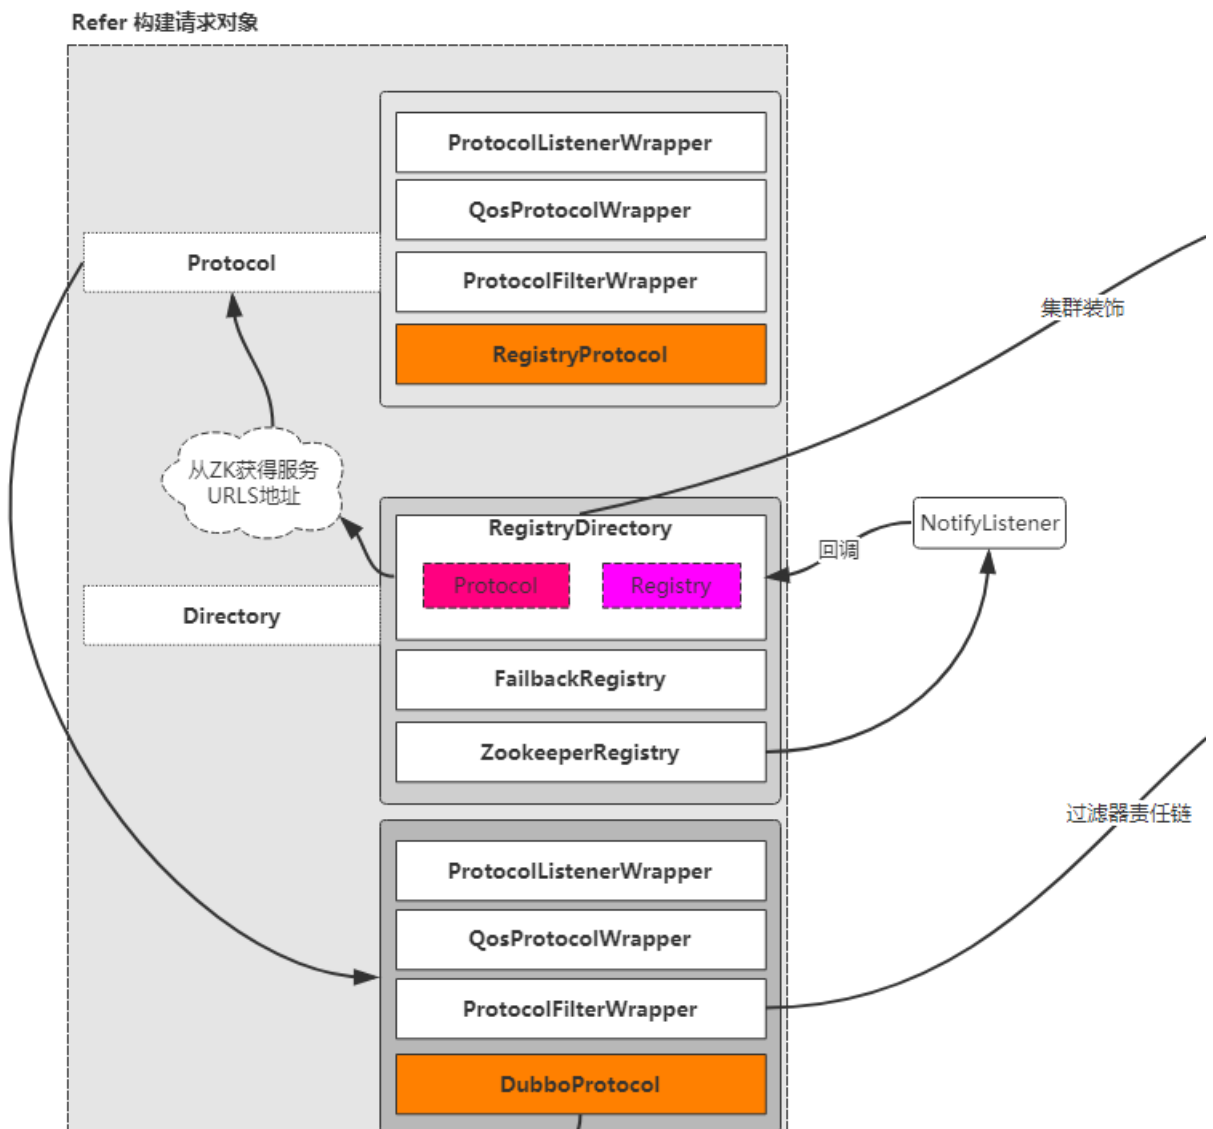 Refer 构建请求对象
ProtocolListenerWrapper
QosProtocolWrapper
Protocol
ProtocolFilterWrapper
集群装饰
RegistryProtocol
从ZK获得服务
URLS地址
RegistryDirectory
NotifyListener
回调
Protocol
Registry
Directory
FailbackRegistry
ZookeeperRegistry
过滤器责任链
ProtocolListenerWrapper
QosProtocolWrapper
ProtocolFilterWrapper
DubboProtocol